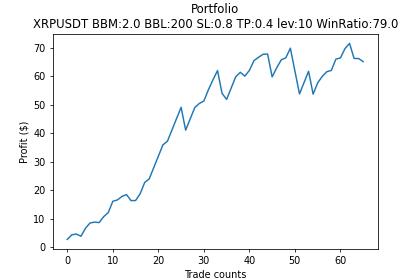 Portfolio
XRPUSDT BBM:2.0 BBL:200 SL:0.8 TP:0.4 lev:10 WinRatio:79.0
70
60
50
40
30
20
10
0
Profit ($)
0 10 20 30 40 50 60
Trade counts